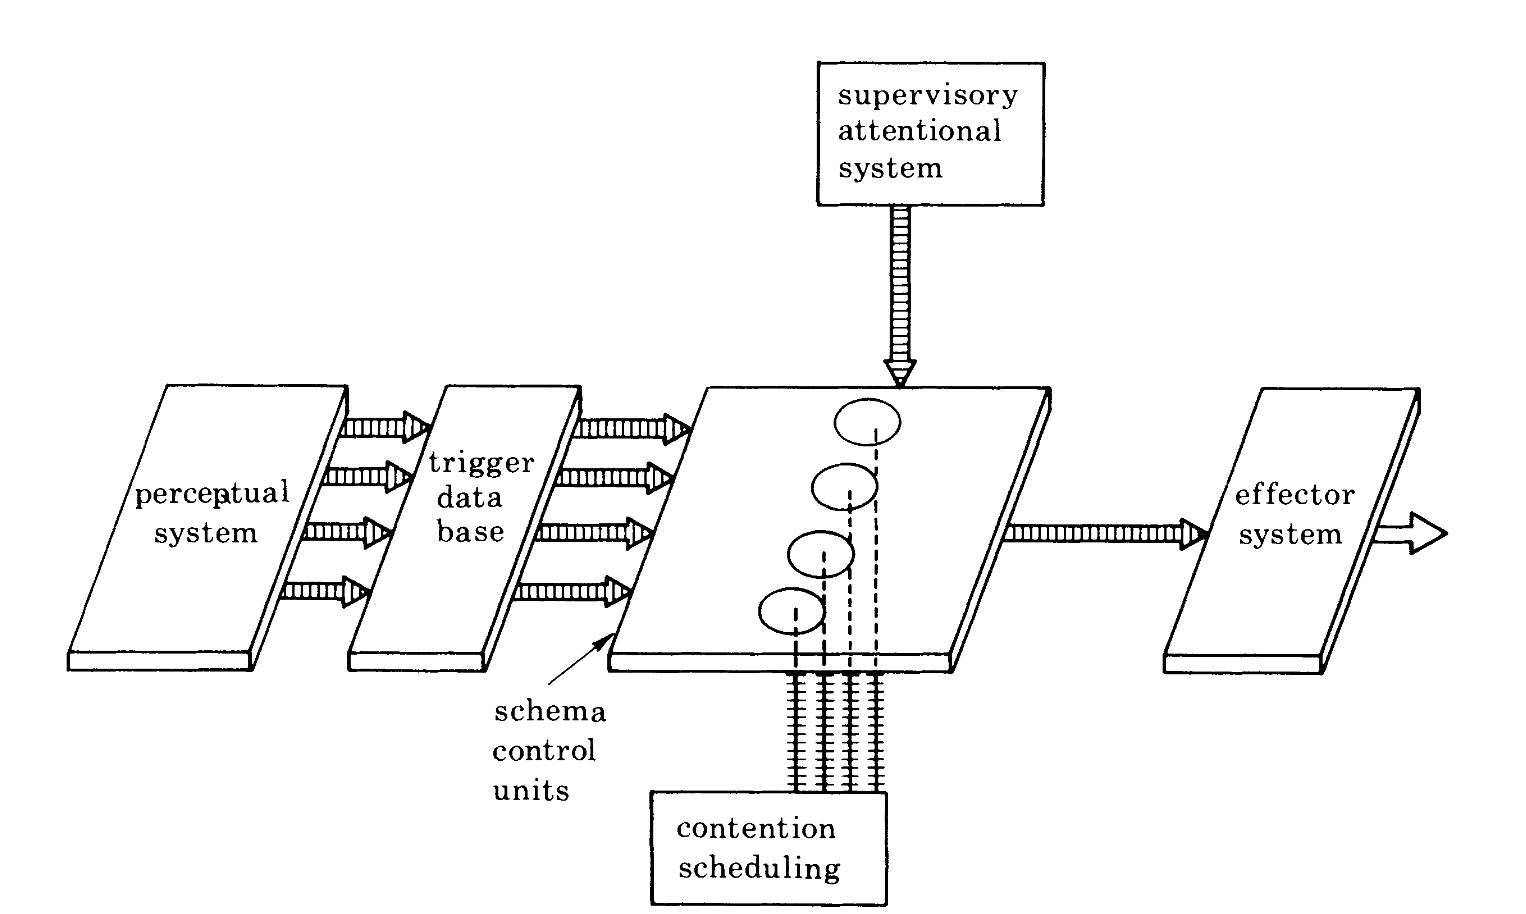 supervisory
attentional
system
perceptual
system
trigger
data
base
effector
system
schema
control
units
contention
scheduling